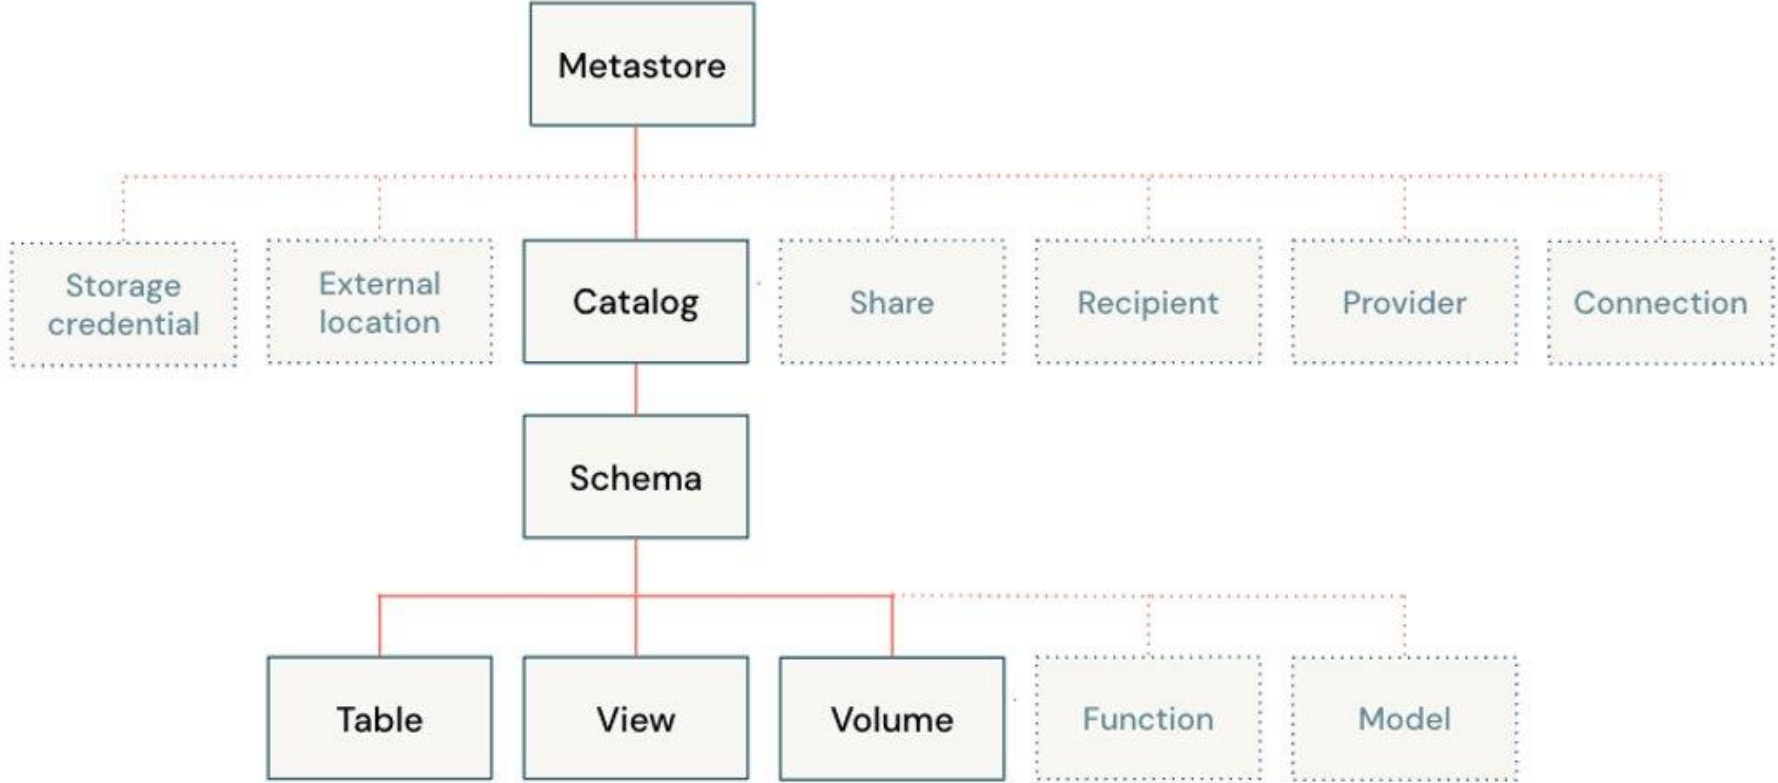 Metastore
Storage
credential
External
location
Catalog
Share
Recipient
Provider
Connection
Schema
Table
View
Volume
Function
Model